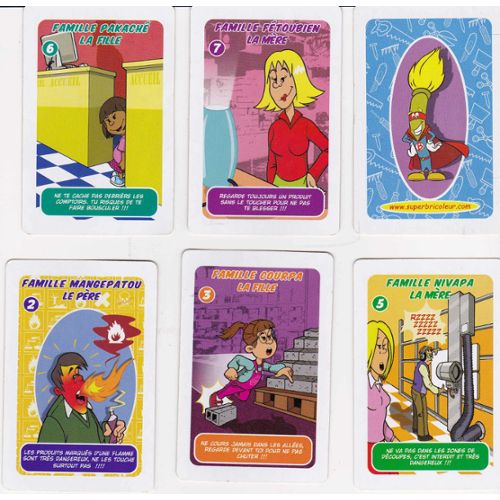 FAMILLE PAKACHÉ
LA FILLE
6
ACCUEIL
ACCUEIL
NE TE CACHE PAS DERRIÈRE LES
COMPTOIRS. TU RISQUES DE TE
FAIRE BOUSCULER !!!
FAMILLE FÉTOUBIEN
LA MÈRE
7
REGARDE TOUJOURS UN PRODUIT
SANS LE TOUCHER POUR NE PAS
TE BLESSER !!!
www.superbricoleur.com
FAMILLE MANGEPATOU
LE PÈRE
2
LES PRODUITS MARQUÉS D'UNE FLAMME
SONT TRÈS DANGEREUX, NE LES TOUCHE
SURTOUT PAS !!!!
FAMILLE COURPA
LA FILLE
3
NE COURS JAMAIS DANS LES ALLÉES,
REGARDE DEVANT TOI POUR NE PAS
CHUTER !!!
FAMILLE NIVAPA
LA MÈRE
5
RZZZZ
ZZZZZ
ZZZZZ
NE VA PAS DANS LES ZONES DE
DÉCOUPES, C'EST INTERDIT ET TRÈS
DANGEREUX !!!